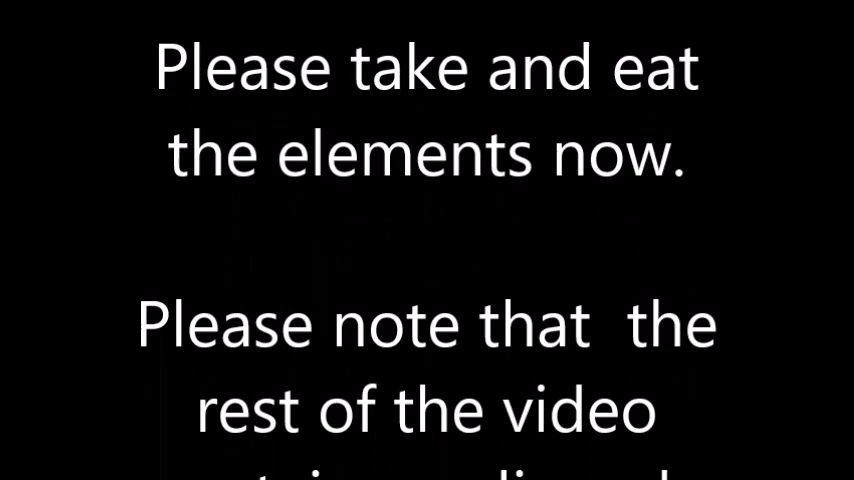 Please take and eat
the elements now.
Please note that  the
rest of the video